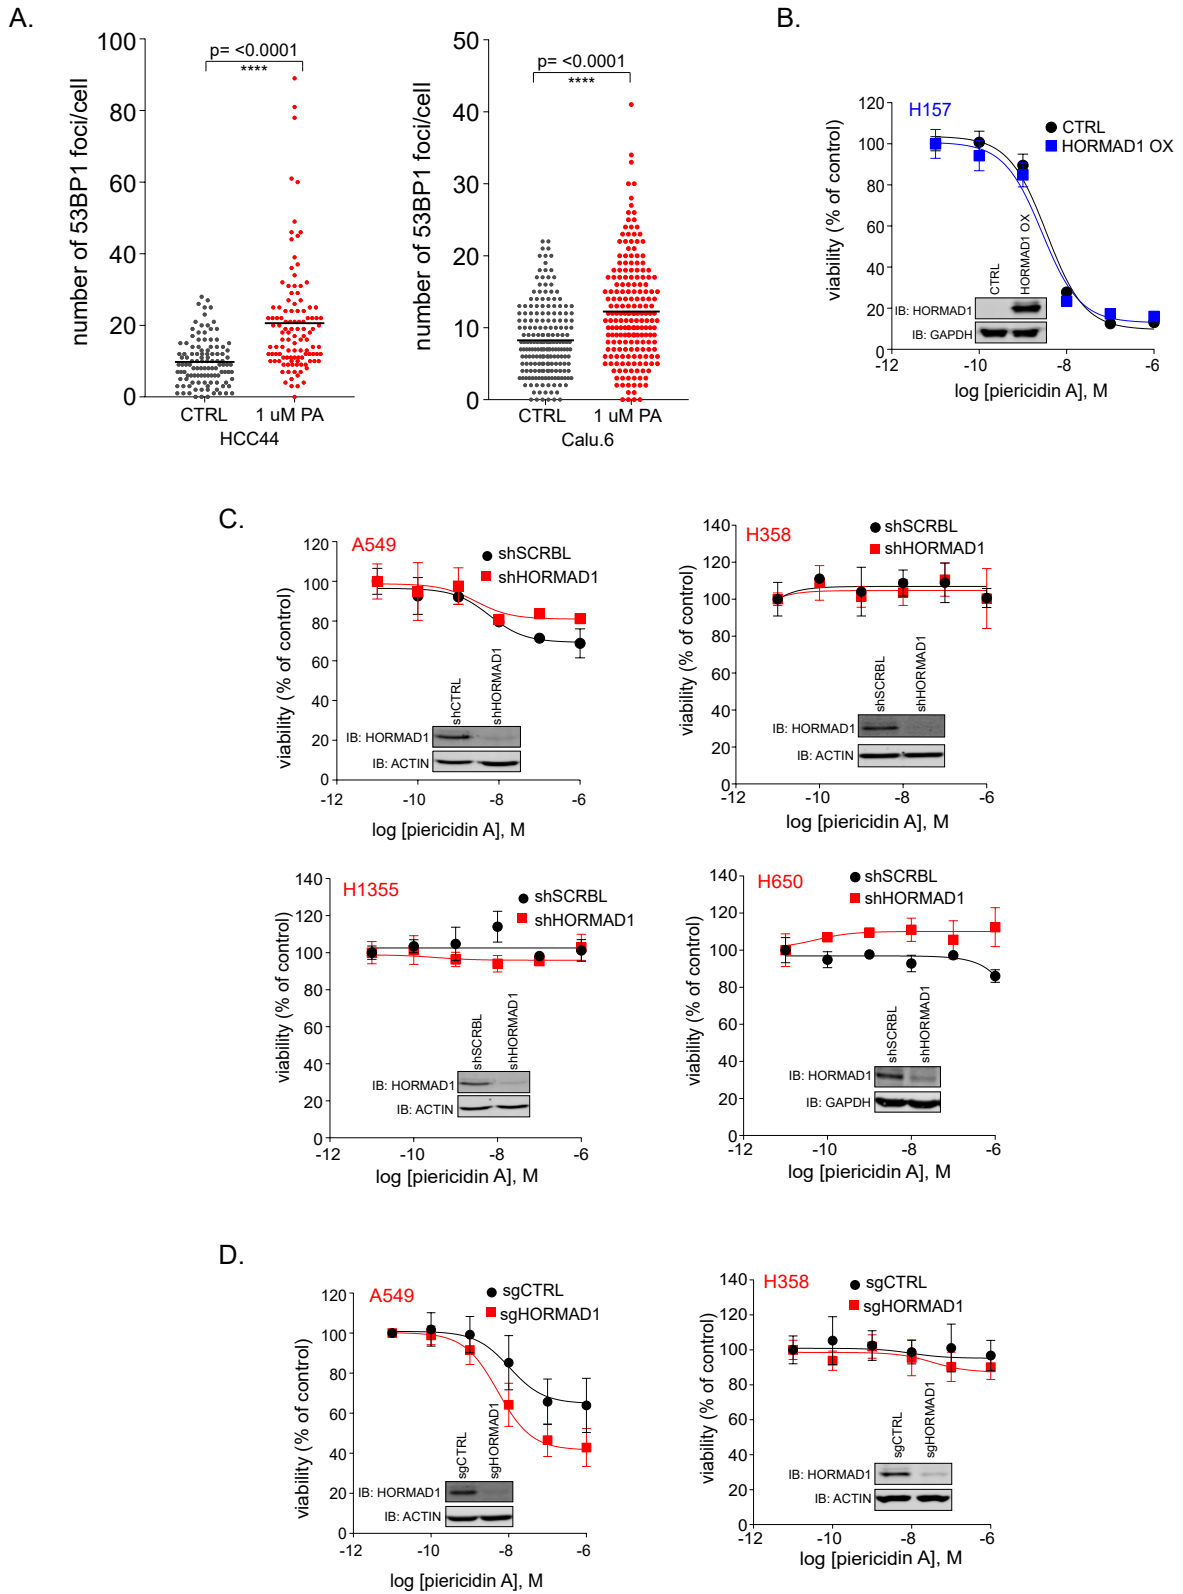 A.
number of 53BP1 foci/cell
100
80
60
40
20
0
p= <0.0001
****
CTRL
1 uM PA
HCC44
number of 53BP1 foci/cell
50
40
30
20
10
0
p= <0.0001
****
CTRL
1 uM PA
Calu.6
B.
H157
CTRL
HORMAD1 OX
viability (% of control)
120
100
80
60
40
20
0
CTRL
HORMAD1 OX
IB: HORMAD1
IB: GAPDH
-12
-10
-8
-6
log [piericidin A], M
C.
A549
shSCRBL
shHORMAD1
viability (% of control)
120
100
80
60
40
20
0
shCTRL
shHORMAD1
IB: HORMAD1
IB: ACTIN
-12
-10
-8
-6
log [piericidin A], M
H358
shSCRBL
shHORMAD1
viability (% of control)
140
120
100
80
60
40
20
0
shSCRBL
shHORMAD1
IB: HORMAD1
IB: ACTIN
-12
-10
-8
-6
log [piericidin A], M
H1355
shSCRBL
shHORMAD1
viability (% of control)
140
120
100
80
60
40
20
0
shSCRBL
shHORMAD1
IB: HORMAD1
IB: ACTIN
-12
-10
-8
-6
log [piericidin A], M
H650
shSCRBL
shHORMAD1
viability (% of control)
140
120
100
80
60
40
20
0
shSCRBL
shHORMAD1
IB: HORMAD1
IB: GAPDH
-12
-10
-8
-6
log [piericidin A], M
D.
A549
sgCTRL
sgHORMAD1
viability (% of control)
120
100
80
60
40
20
0
sgCTRL
sgHORMAD1
IB: HORMAD1
IB: ACTIN
-12
-10
-8
-6
log [piericidin A], M
H358
sgCTRL
sgHORMAD1
viability (% of control)
140
120
100
80
60
40
20
0
sgCTRL
sgHORMAD1
IB: HORMAD1
IB: ACTIN
-12
-10
-8
-6
log [piericidin A], M